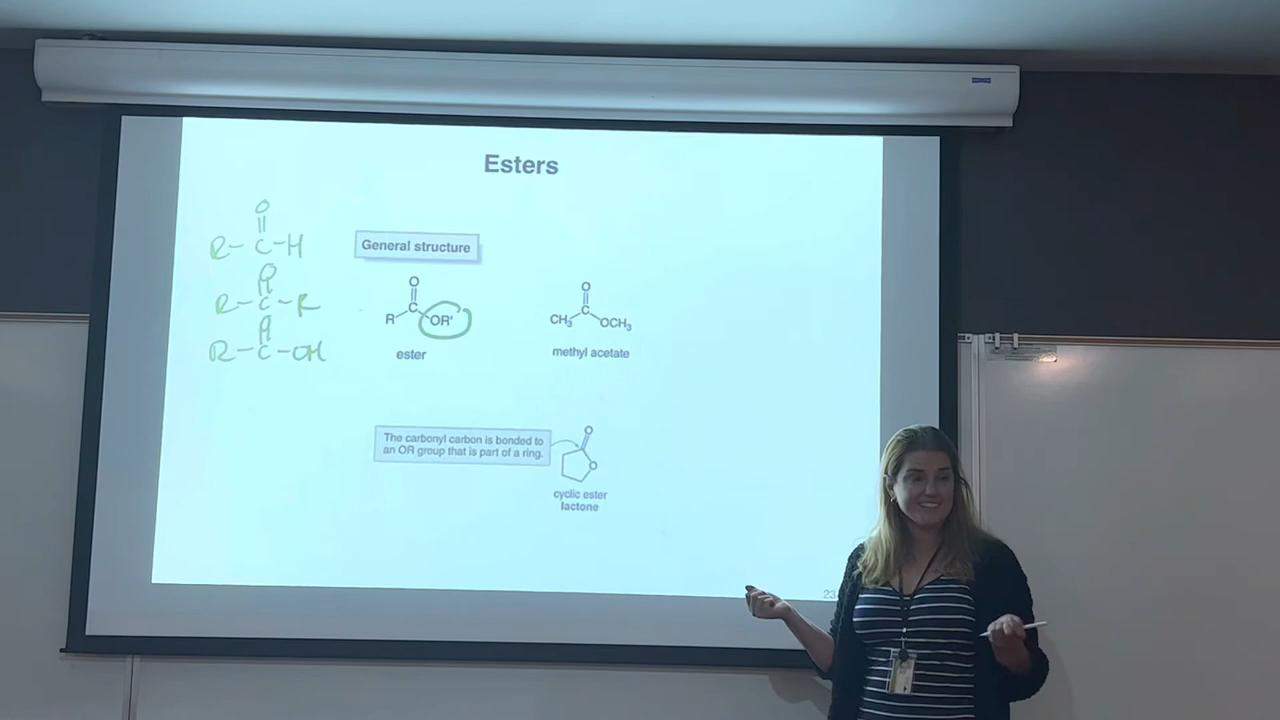 Esters
O
R-C-H
O
R-C-R
O
R-C-OH
General structure
O
C
R OR'
ester
O
C
CH₃ OCH₃
methyl acetate
The carbonyl carbon is bonded to
an OR group that is part of a ring.
O
O
cyclic ester
lactone
23